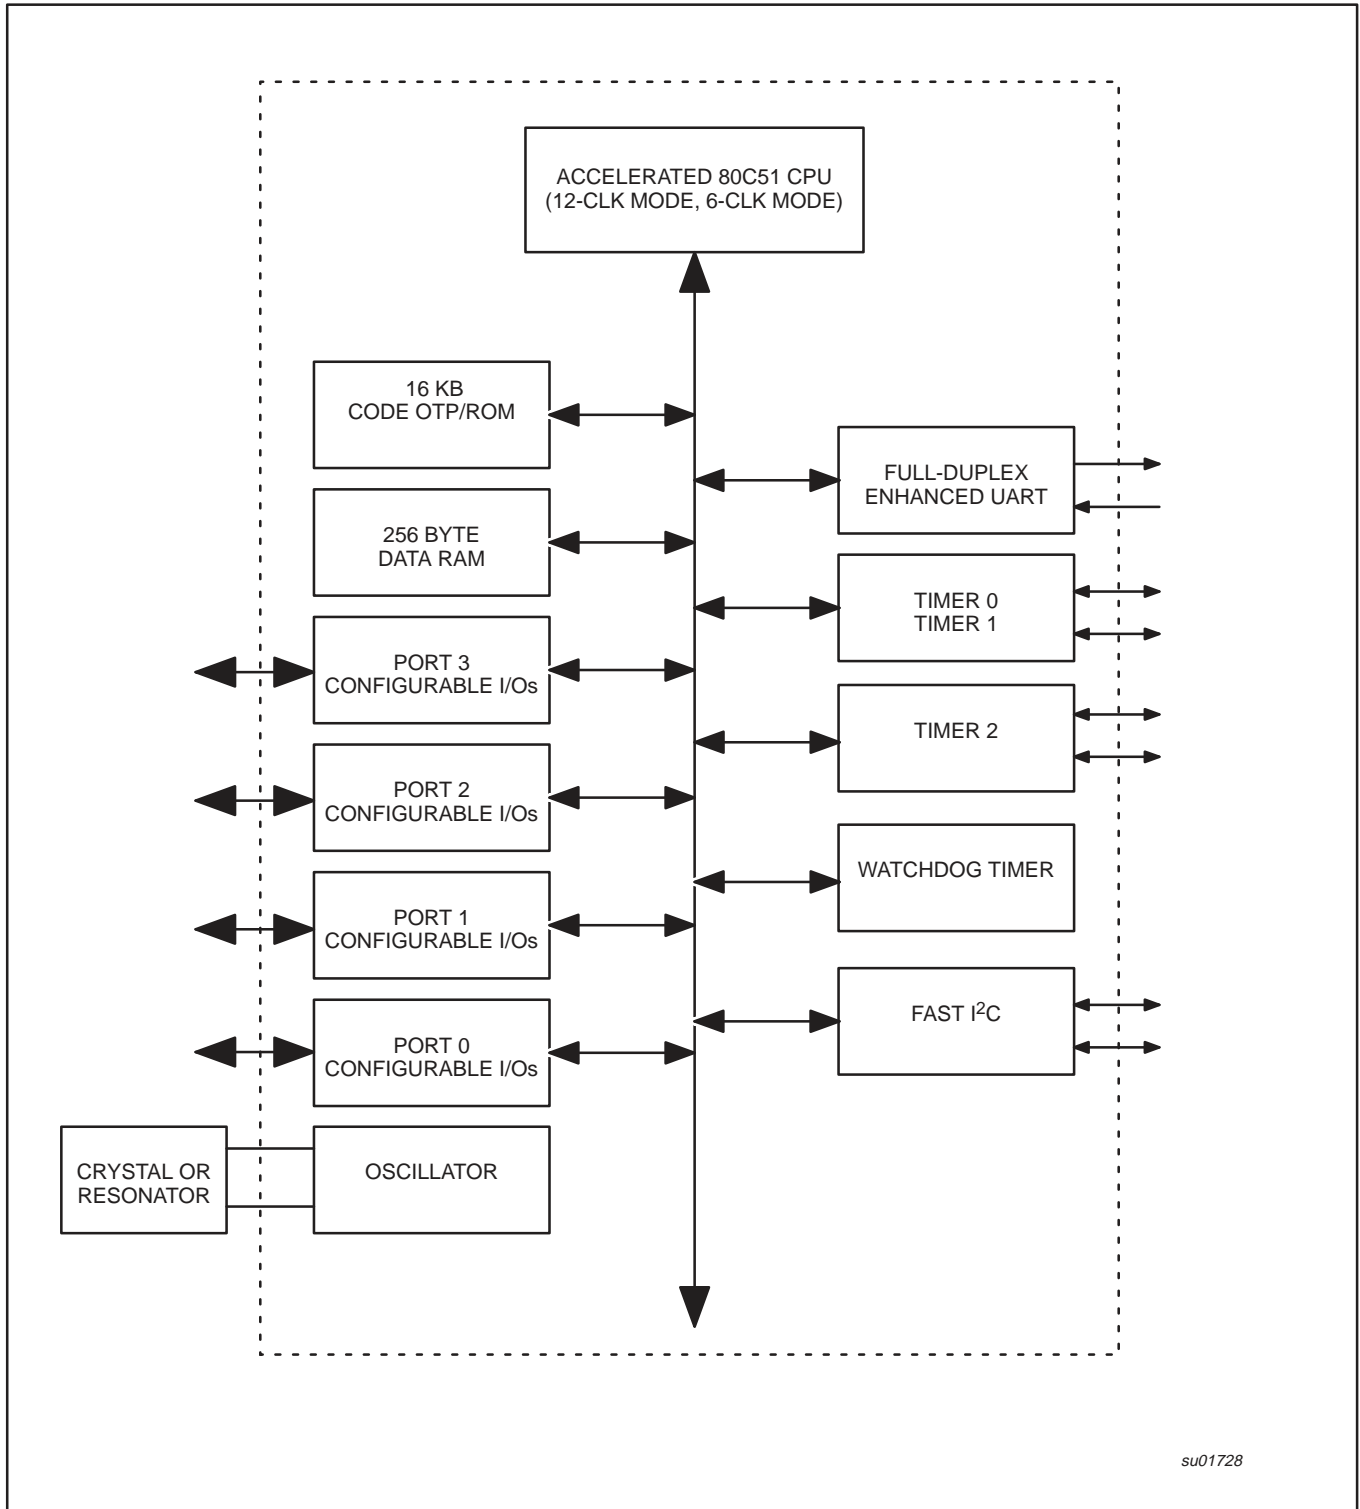 ACCELERATED 80C51 CPU
(12-CLK MODE, 6-CLK MODE)
16 KB
CODE OTP/ROM
FULL-DUPLEX
ENHANCED UART
256 BYTE
DATA RAM
TIMER 0
TIMER 1
PORT 3
CONFIGURABLE I/Os
TIMER 2
PORT 2
CONFIGURABLE I/Os
WATCHDOG TIMER
PORT 1
CONFIGURABLE I/Os
FAST I²C
PORT 0
CONFIGURABLE I/Os
CRYSTAL OR
RESONATOR
OSCILLATOR
su01728